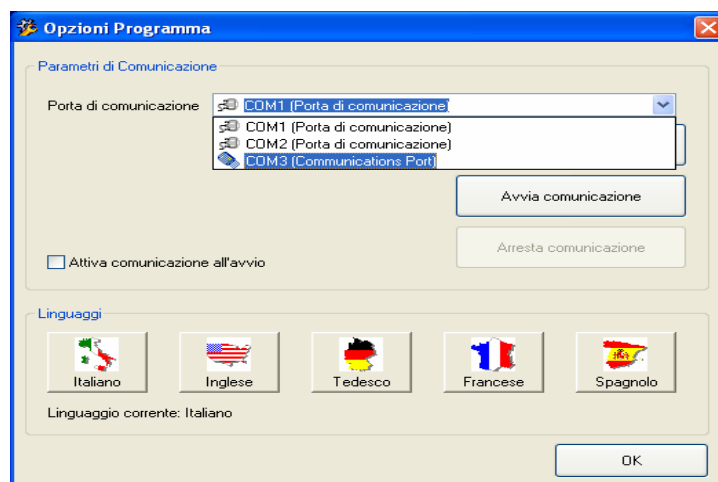 Opzioni Programma
Parametri di Comunicazione
Porta di comunicazione COM1 (Porta di comunicazione)
COM1 (Porta di comunicazione)
COM2 (Porta di comunicazione)
COM3 (Communications Port)
Avvia comunicazione
Arresta comunicazione
Attiva comunicazione all'avvio
Linguaggi
Italiano Inglese Tedesco Francese Spagnolo
Linguaggio corrente: Italiano
OK